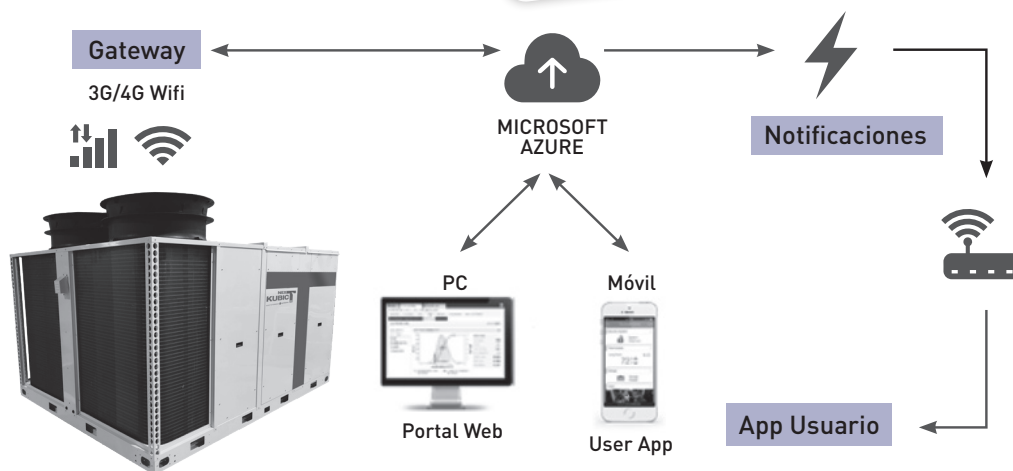 Gateway
3G/4G Wifi
MICROSOFT
AZURE
Notificaciones
KUBIC
PC
Móvil
Portal Web
User App
App Usuario